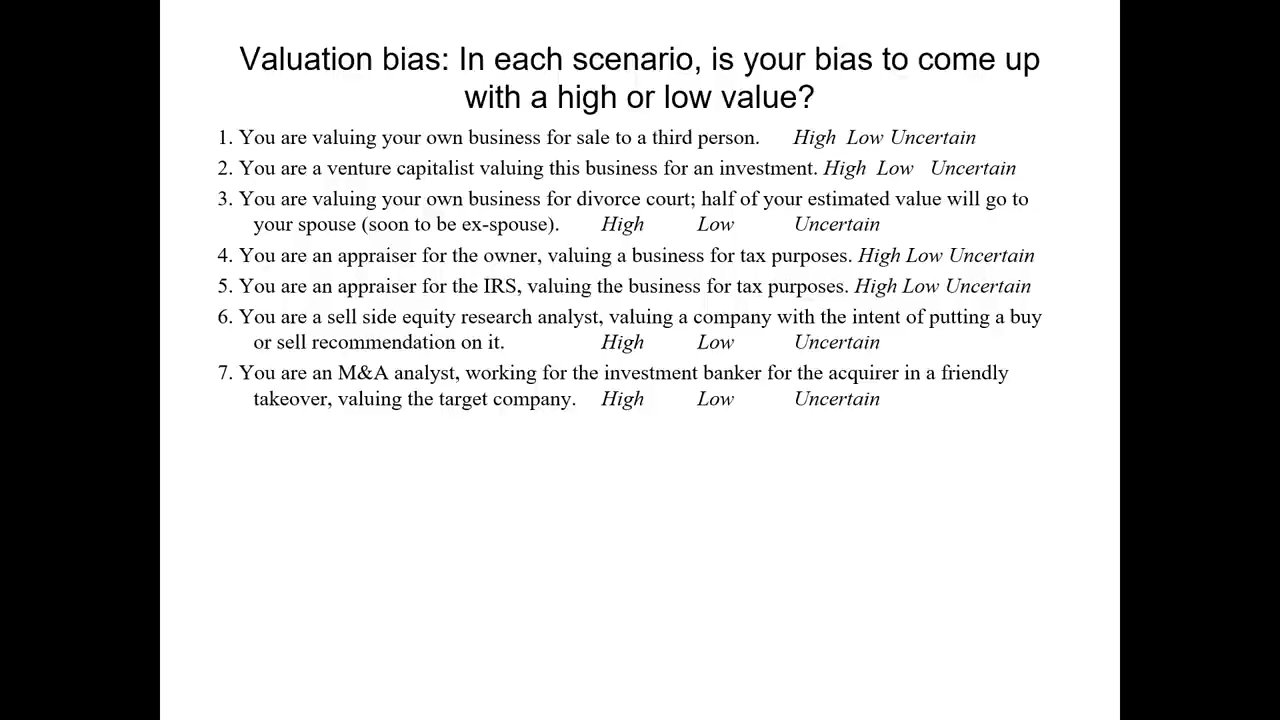 Valuation bias: In each scenario, is your bias to come up
with a high or low value?
1. You are valuing your own business for sale to a third person. High Low Uncertain
2. You are a venture capitalist valuing this business for an investment. High Low Uncertain
3. You are valuing your own business for divorce court; half of your estimated value will go to
your spouse (soon to be ex-spouse). High Low Uncertain
4. You are an appraiser for the owner, valuing a business for tax purposes. High Low Uncertain
5. You are an appraiser for the IRS, valuing the business for tax purposes. High Low Uncertain
6. You are a sell side equity research analyst, valuing a company with the intent of putting a buy
or sell recommendation on it. High Low Uncertain
7. You are an M&A analyst, working for the investment banker for the acquirer in a friendly
takeover, valuing the target company. High Low Uncertain